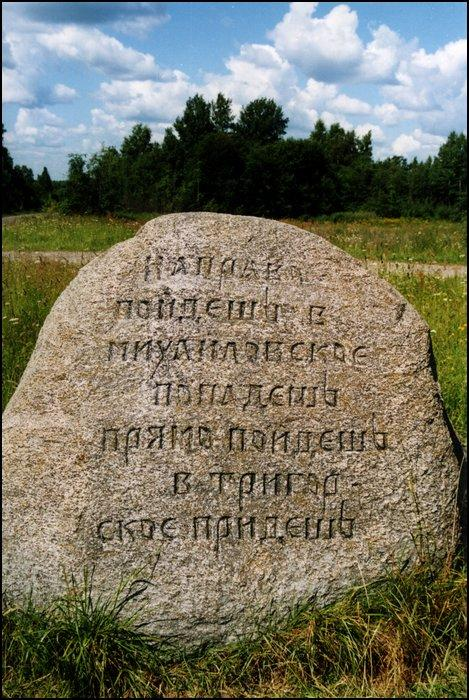 НАПРАВО
ПОЙДЕШЬ В
МИХАЙЛОВСКОЕ
ПОПАДЕШЬ
ПРЯМО ПОЙДЕШЬ
В ТРИГОР-
СКОЕ ПРИДЕШЬ